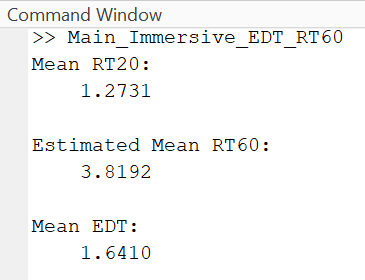 Command Window
>> Main_Immersive_EDT_RT60
Mean RT20:
1.2731
Estimated Mean RT60:
3.8192
Mean EDT:
1.6410